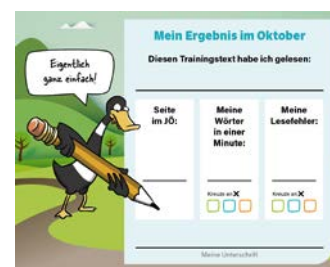 Mein Ergebnis im Oktober
Eigentlich
ganz einfach!
Diesen Trainingstext habe ich gelesen:
Seite
im JÖ:
Meine
Wörter
in einer
Minute:
Meine
Lesefehler:
Kreuze an X
Kreuze an X
Meine Unterschrift